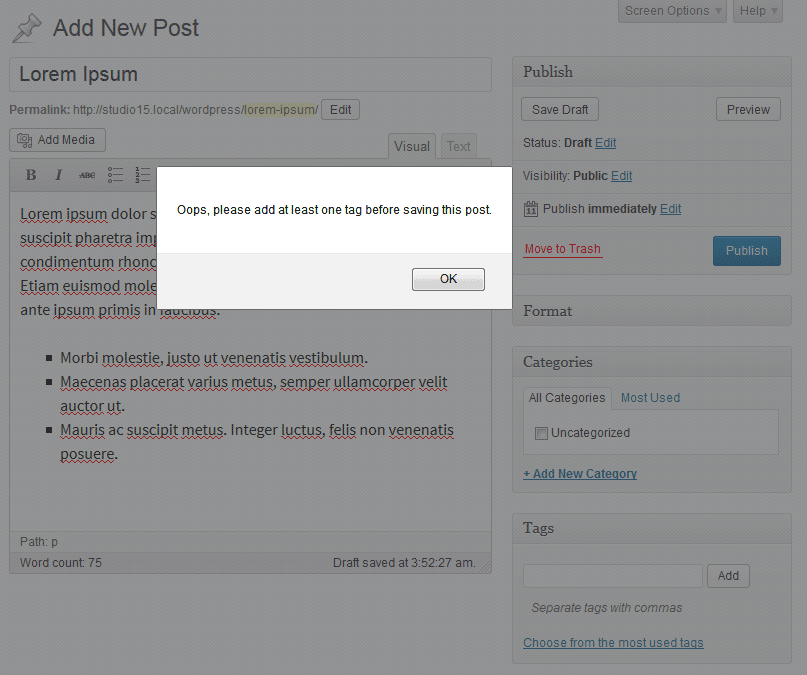 Screen Options
Help
Add New Post
Lorem Ipsum
Permalink: http://studio15.local/wordpress/lorem-ipsum/ Edit
Add Media
Visual
Text
B I ABC
Lorem ipsum dolor s
suscipit pharetra imp
condimentum rhonc
Etiam euismod mole
ante ipsum primis in faucibus.
Morbi molestie, justo ut venenatis vestibulum.
Maecenas placerat varius metus, semper ullamcorper velit
auctor ut.
Mauris ac suscipit metus. Integer luctus, felis non venenatis
posuere.
Path: p
Word count: 75
Draft saved at 3:52:27 am.
Oops, please add at least one tag before saving this post.
OK
Publish
Save Draft
Preview
Status: Draft Edit
Visibility: Public Edit
11 Publish immediately Edit
Move to Trash
Publish
Format
Categories
All Categories
Most Used
Uncategorized
+ Add New Category
Tags
Add
Separate tags with commas
Choose from the most used tags